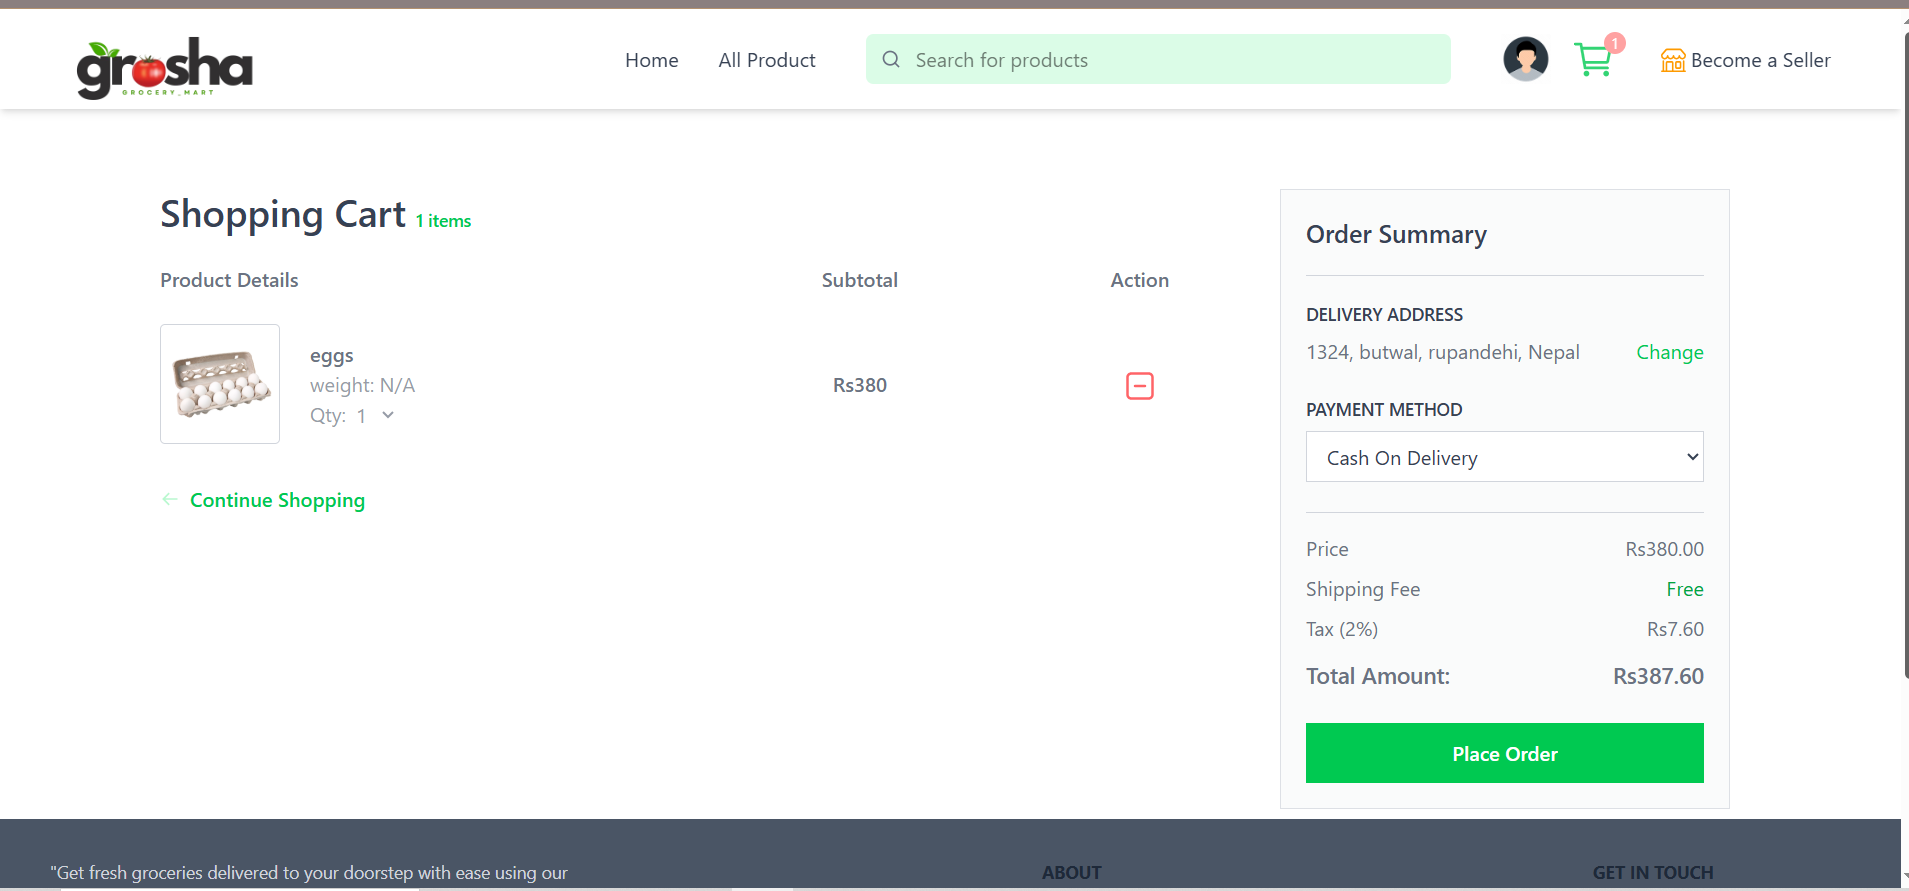 grosha
GROCERY_MART
Home
All Product
Search for products
1
Become a Seller
Shopping Cart 1 items
Product Details
Subtotal
Action
eggs
weight: N/A
Qty: 1
Rs380
Continue Shopping
Order Summary
DELIVERY ADDRESS
1324, butwal, rupandehi, Nepal
Change
PAYMENT METHOD
Cash On Delivery
Price
Rs380.00
Shipping Fee
Free
Tax (2%)
Rs7.60
Total Amount:
Rs387.60
Place Order
"Get fresh groceries delivered to your doorstep with ease using our
ABOUT
GET IN TOUCH